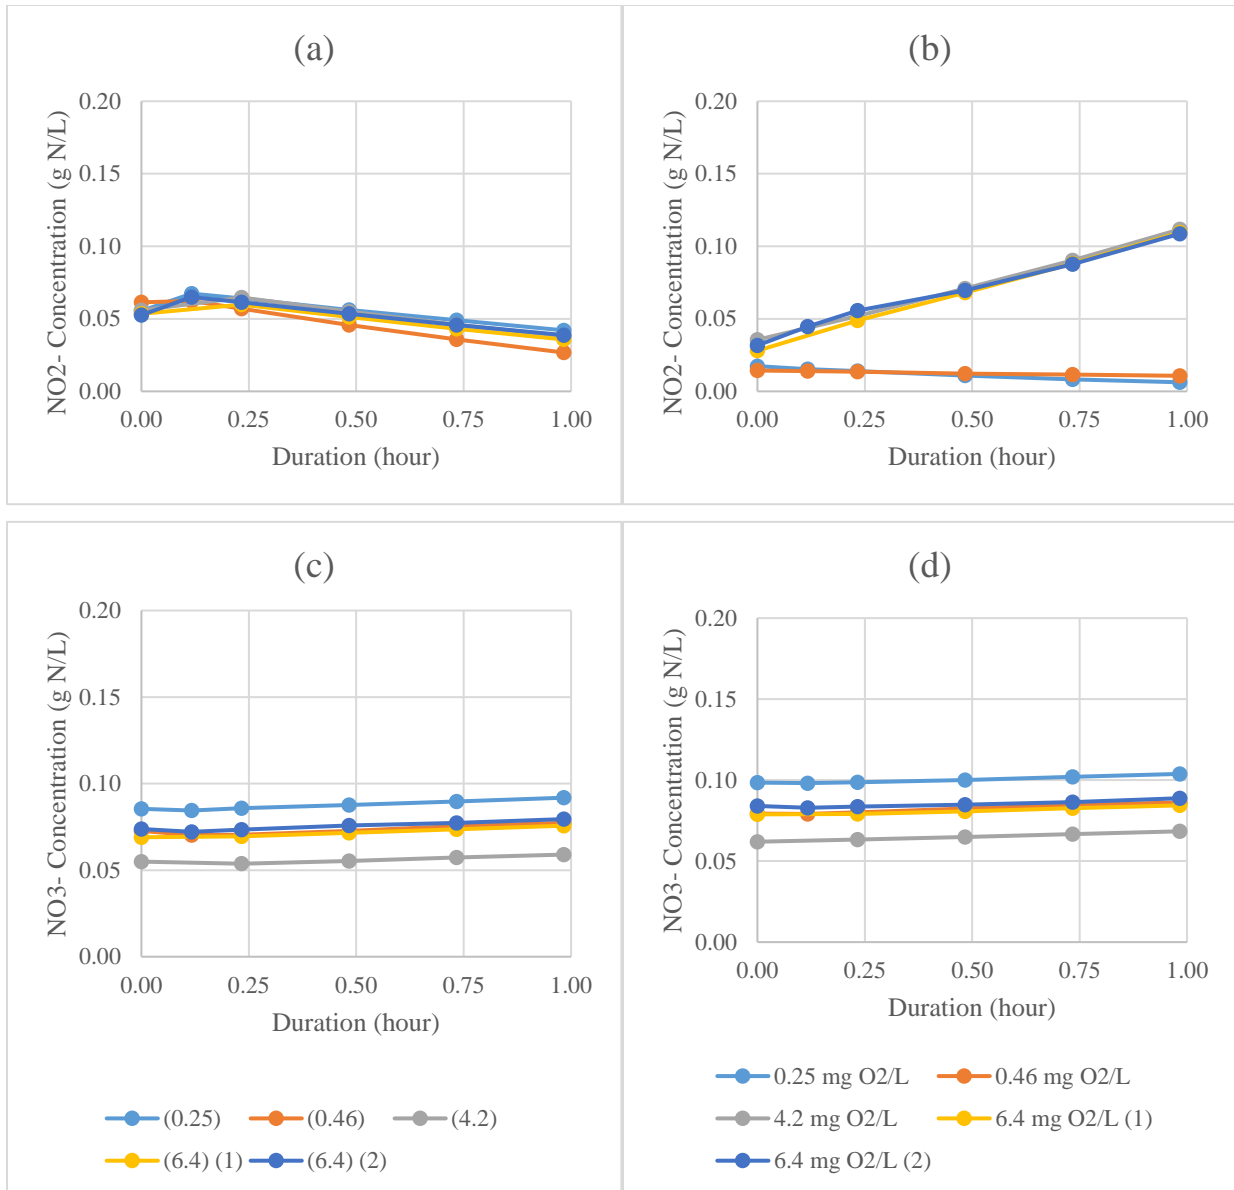 (a)
NO2- Concentration (g N/L)
0.20
0.15
0.10
0.05
0.00
0.00 0.25 0.50 0.75 1.00
Duration (hour)
(b)
NO2- Concentration (g N/L)
0.20
0.15
0.10
0.05
0.00
0.00 0.25 0.50 0.75 1.00
Duration (hour)
(c)
NO3- Concentration (g N/L)
0.20
0.15
0.10
0.05
0.00
0.00 0.25 0.50 0.75 1.00
Duration (hour)
(0.25) (0.46) (4.2)
(6.4) (1) (6.4) (2)
(d)
NO3- Concentration (g N/L)
0.20
0.15
0.10
0.05
0.00
0.00 0.25 0.50 0.75 1.00
Duration (hour)
0.25 mg O2/L 0.46 mg O2/L
4.2 mg O2/L 6.4 mg O2/L (1)
6.4 mg O2/L (2)